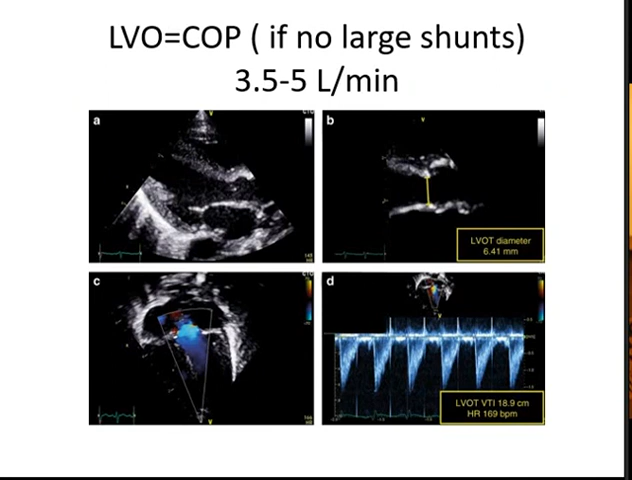 LVO=COP ( if no large shunts)
3.5-5 L/min
a
V
b
V
LVOT diameter
6.41 mm
c
V
d
V
LVOT VTI 18.9 cm
HR 169 bpm